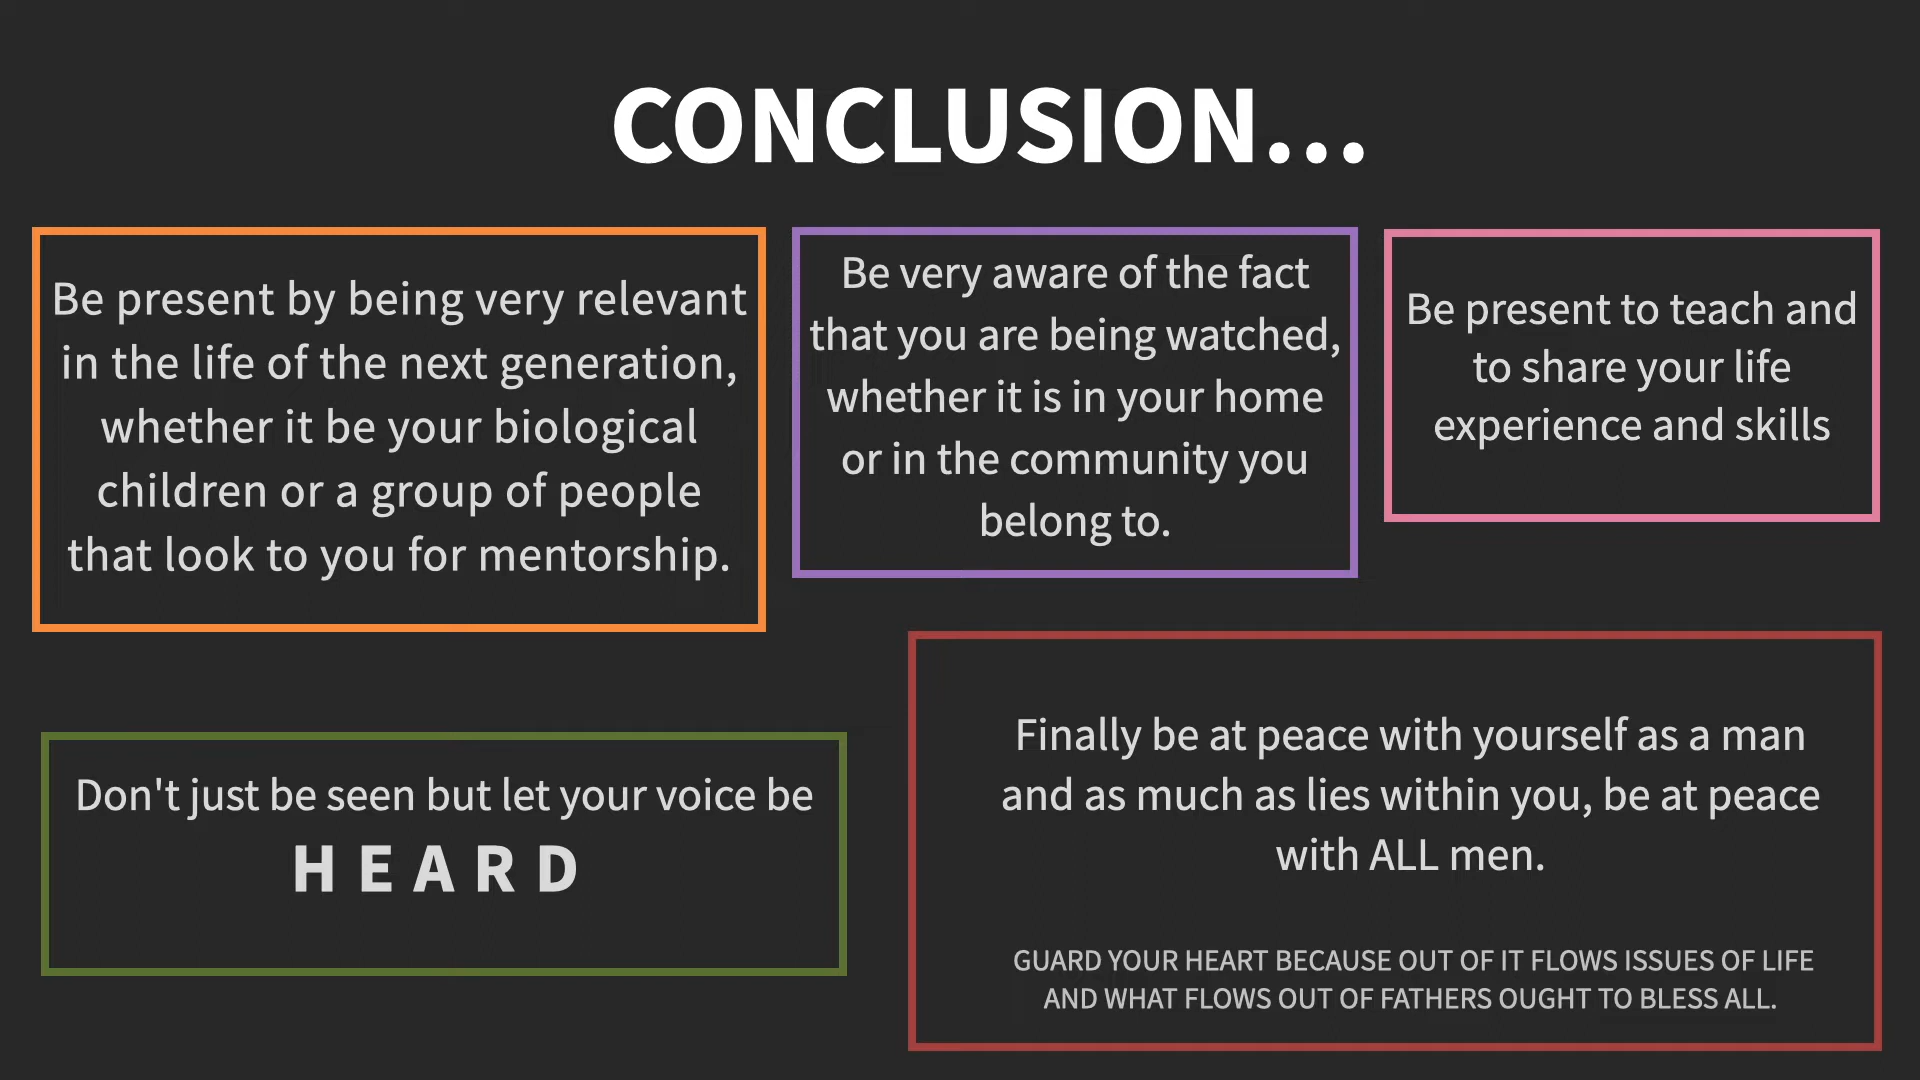 CONCLUSION...
Be present by being very relevant
in the life of the next generation,
whether it be your biological
children or a group of people
that look to you for mentorship.
Be very aware of the fact
that you are being watched,
whether it is in your home
or in the community you
belong to.
Be present to teach and
to share your life
experience and skills
Don't just be seen but let your voice be
HEARD
Finally be at peace with yourself as a man
and as much as lies within you, be at peace
with ALL men.
GUARD YOUR HEART BECAUSE OUT OF IT FLOWS ISSUES OF LIFE
AND WHAT FLOWS OUT OF FATHERS OUGHT TO BLESS ALL.